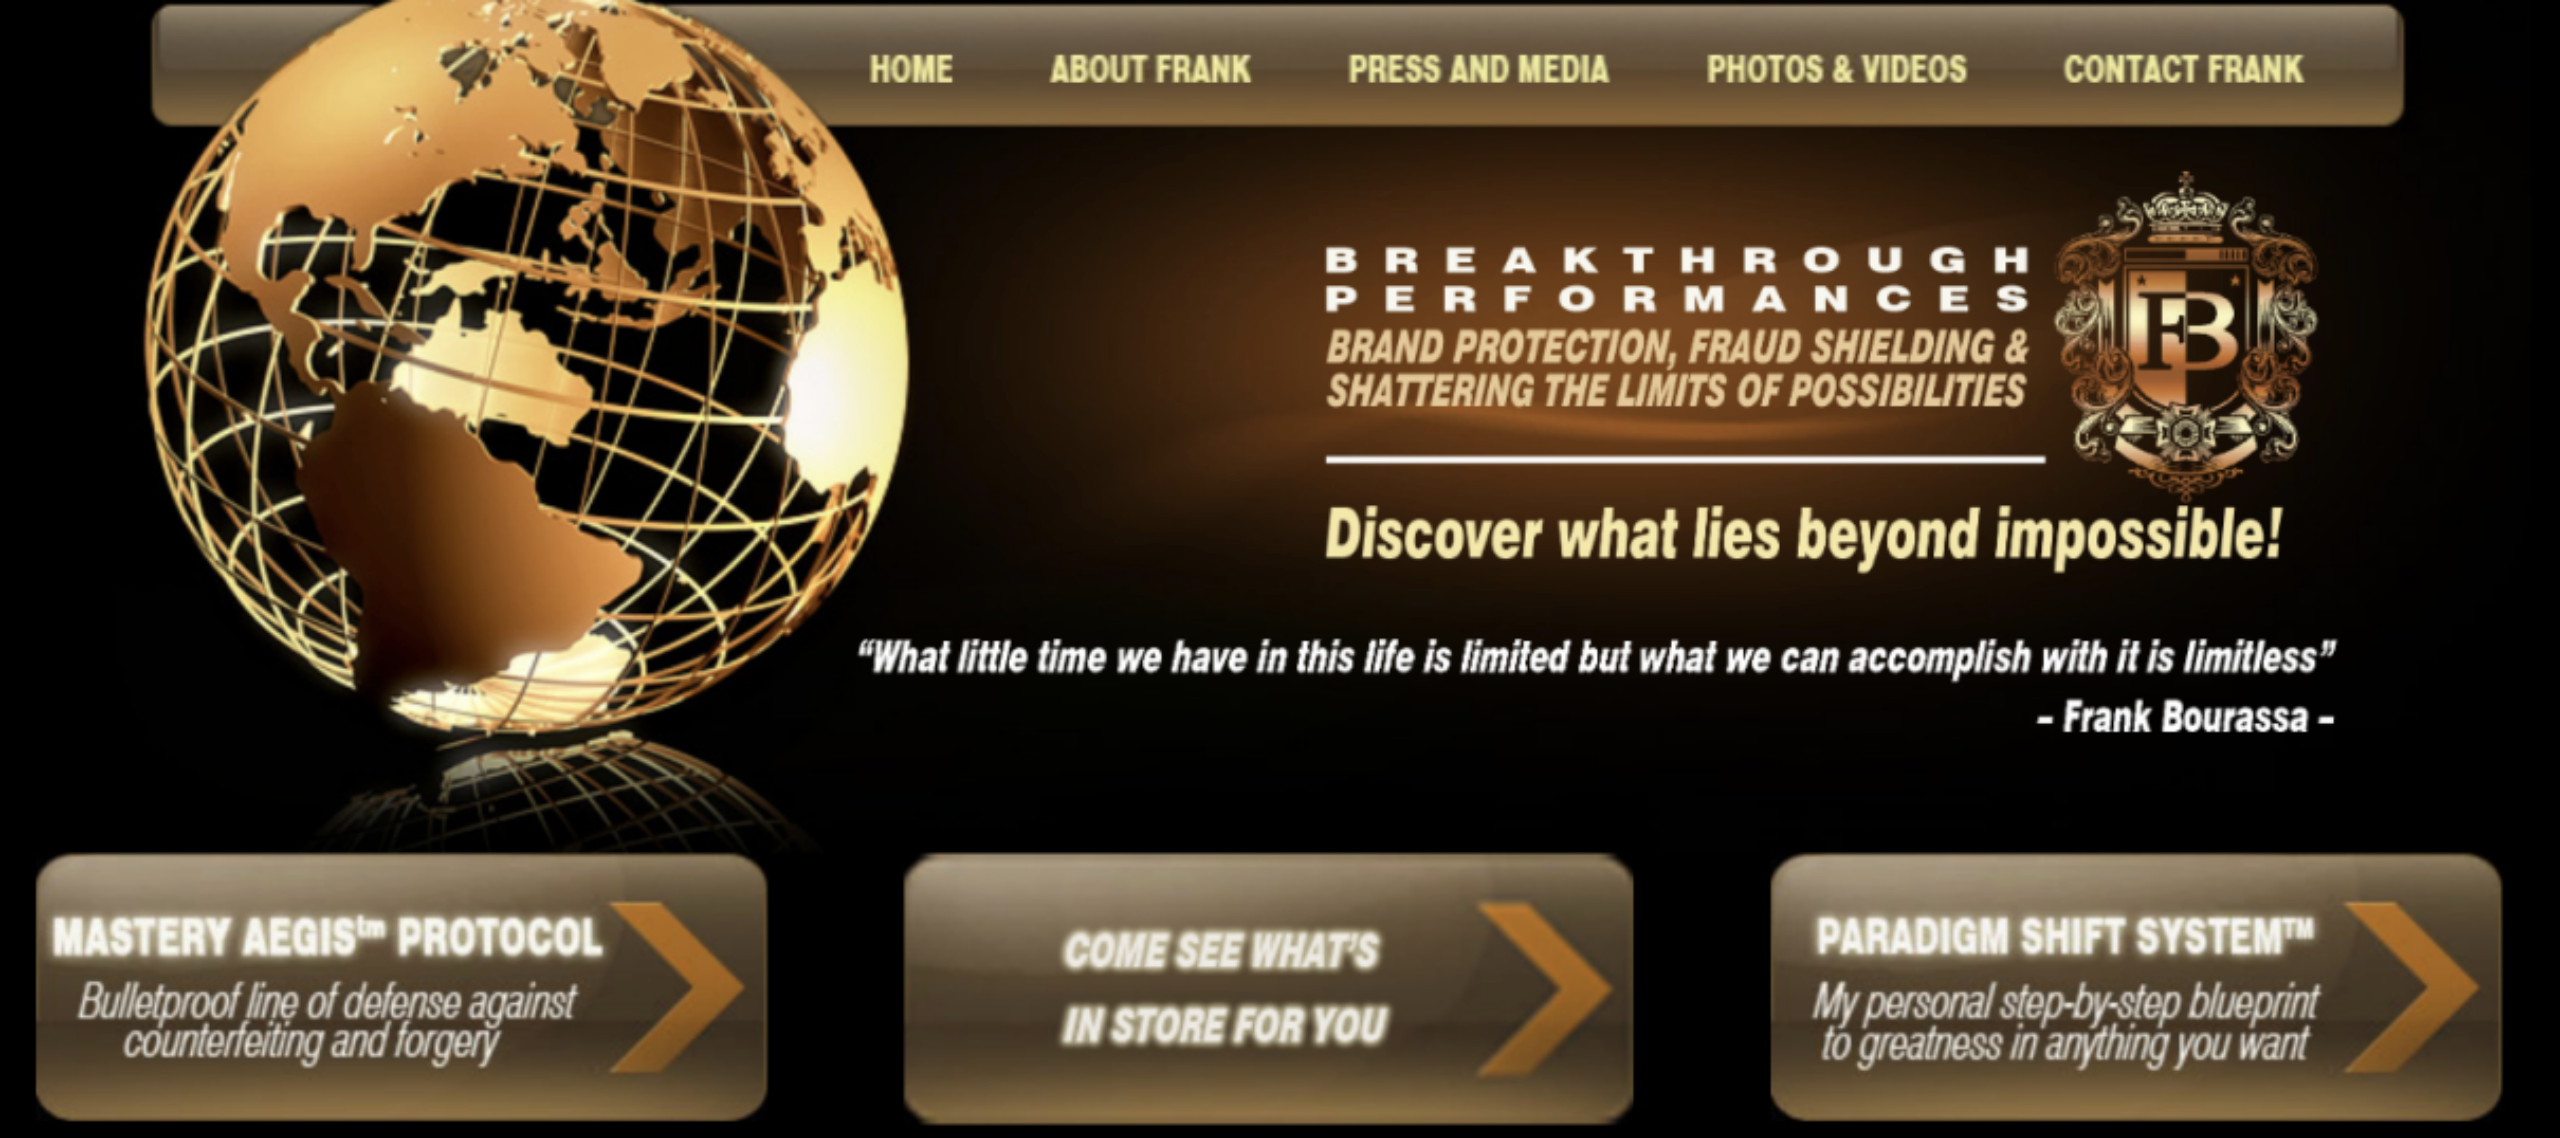 HOME
ABOUT FRANK
PRESS AND MEDIA
PHOTOS & VIDEOS
CONTACT FRANK
BREAKTHROUGH
PERFORMANCES
BRAND PROTECTION, FRAUD SHIELDING &
SHATTERING THE LIMITS OF POSSIBILITIES
FB
Discover what lies beyond impossible!
“What little time we have in this life is limited but what we can accomplish with it is limitless”
– Frank Bourassa –
MASTERY AEGIS™ PROTOCOL
Bulletproof line of defense against
counterfeiting and forgery
COME SEE WHAT'S
IN STORE FOR YOU
PARADIGM SHIFT SYSTEM™
My personal step-by-step blueprint
to greatness in anything you want